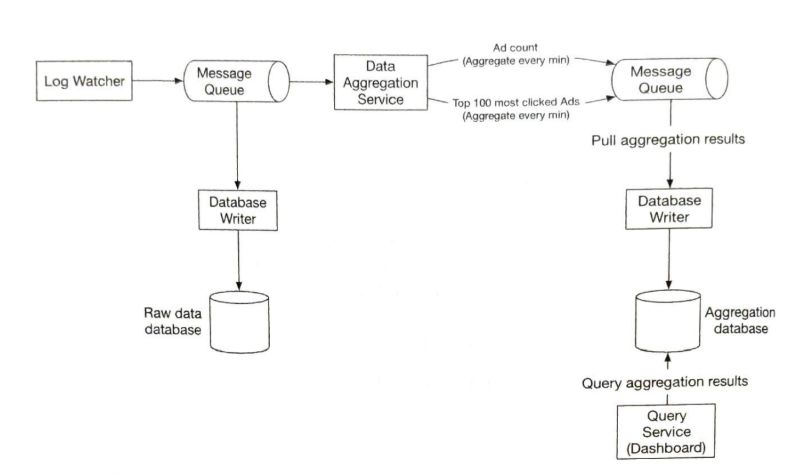 Log Watcher
Message
Queue
Data
Aggregation
Service
Ad count
(Aggregate every min)
Top 100 most clicked Ads
(Aggregate every min)
Message
Queue
Pull aggregation results
Database
Writer
Database
Writer
Raw data
database
Aggregation
database
Query aggregation results
Query
Service
(Dashboard)